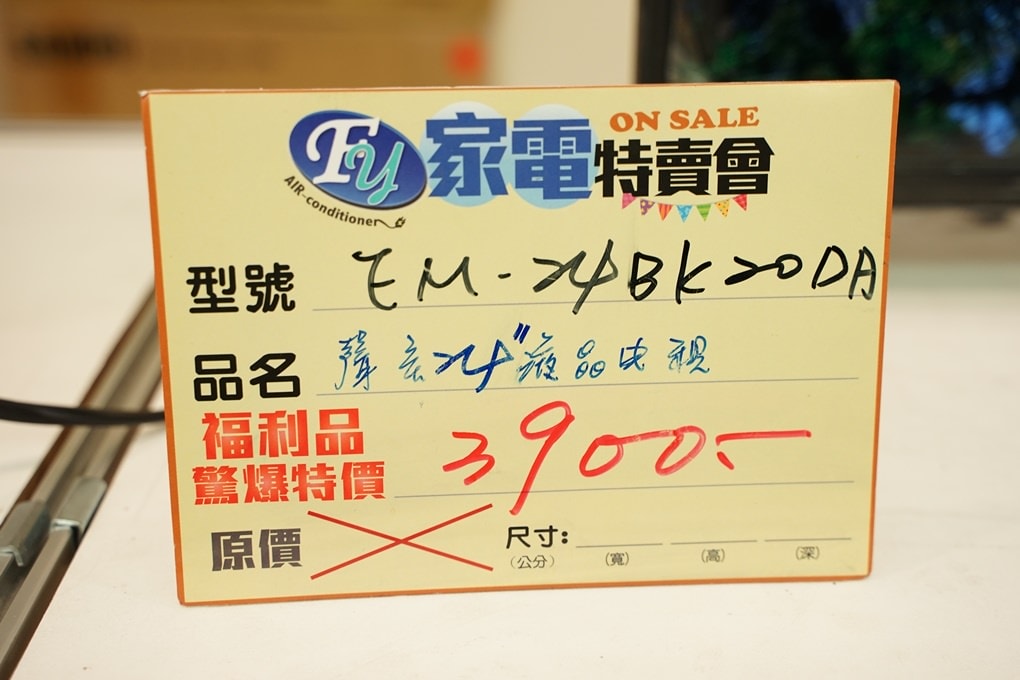 Fy 家電特賣會 ON SALE
AIR-conditioner
型號 EM-24BK20DA
品名 聲宝24"液晶电視
福利品
驚爆特價 3900.-
原價
尺寸:
(公分) (寬) (高) (深)